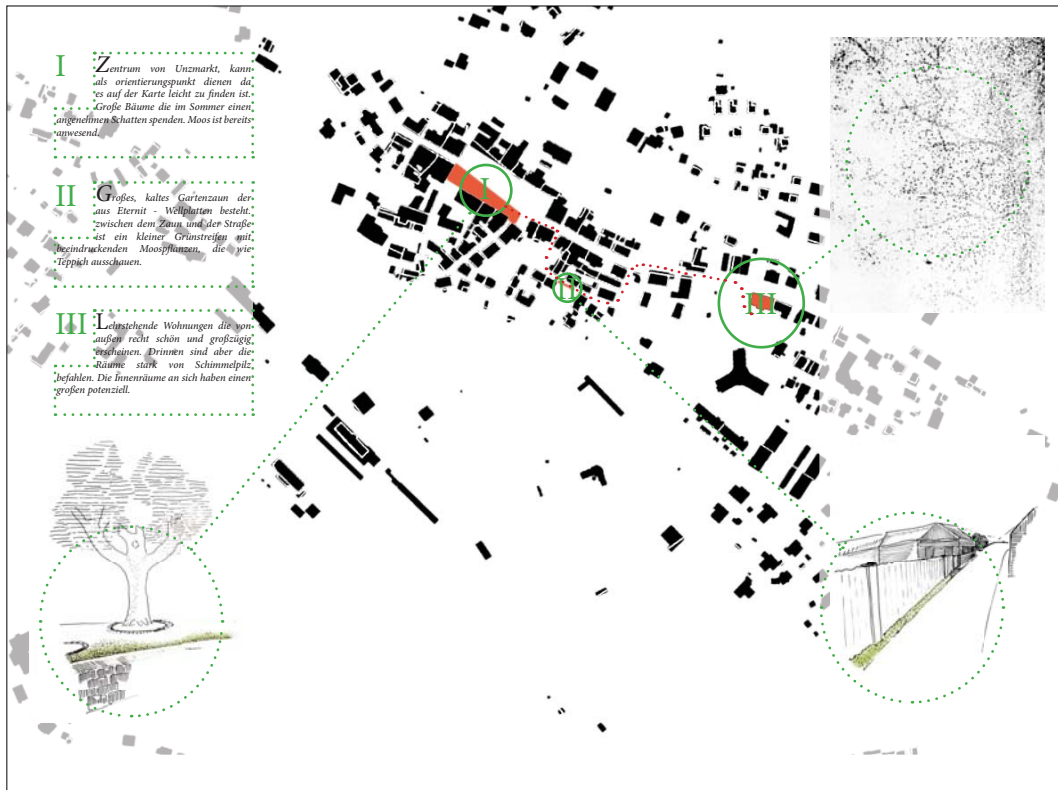 I
Zentrum von Unzmarkt, kann
als orientierungspunkt dienen da
es auf der Karte leicht zu finden ist.
Große Bäume die im Sommer einen
angenehmen Schatten spenden. Moos ist bereits
anwesend.
II
Großes, kaltes Gartenzaun der
aus Eternit - Wellplatten besteht.
zwischen dem Zaun und der Straße
ist ein kleiner Grünstreifen mit
beeindruckenden Moospflanzen, die wie
Teppich ausschauen.
III
Lehrstehende Wohnungen die von
außen recht schön und großzügig
erscheinen. Drinnen sind aber die
Räume stark von Schimmelpilz
befahlen. Die Innenräume an sich haben einen
großen potenziell.
I
II
III